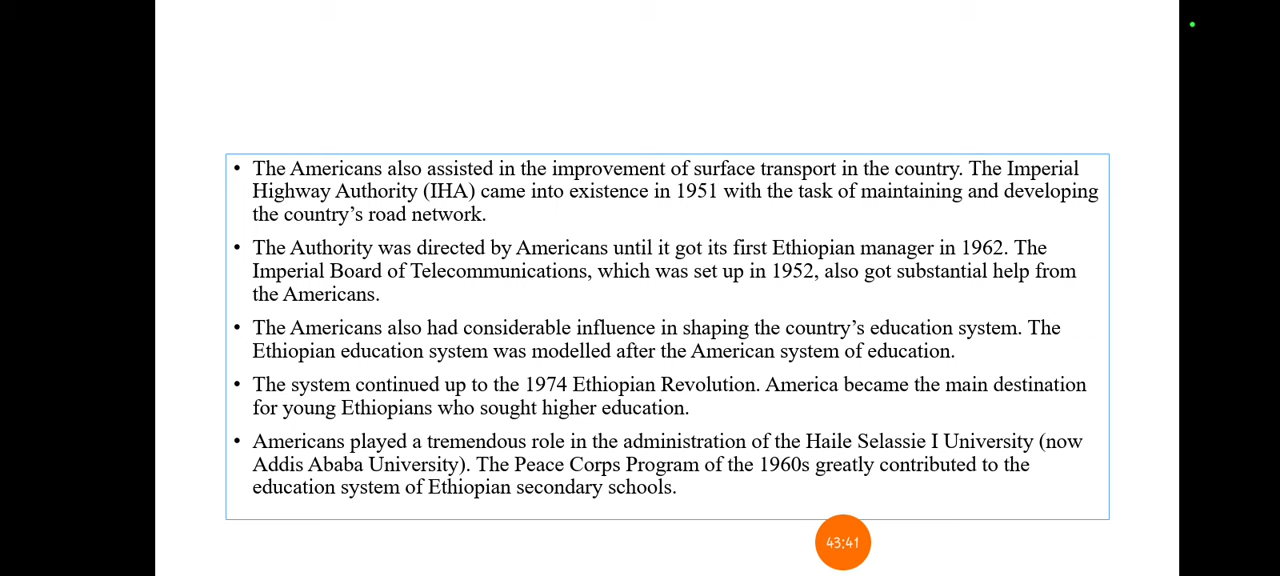 • The Americans also assisted in the improvement of surface transport in the country. The Imperial
Highway Authority (IHA) came into existence in 1951 with the task of maintaining and developing
the country’s road network.
• The Authority was directed by Americans until it got its first Ethiopian manager in 1962. The
Imperial Board of Telecommunications, which was set up in 1952, also got substantial help from
the Americans.
• The Americans also had considerable influence in shaping the country’s education system. The
Ethiopian education system was modelled after the American system of education.
• The system continued up to the 1974 Ethiopian Revolution. America became the main destination
for young Ethiopians who sought higher education.
• Americans played a tremendous role in the administration of the Haile Selassie I University (now
Addis Ababa University). The Peace Corps Program of the 1960s greatly contributed to the
education system of Ethiopian secondary schools.
43:41